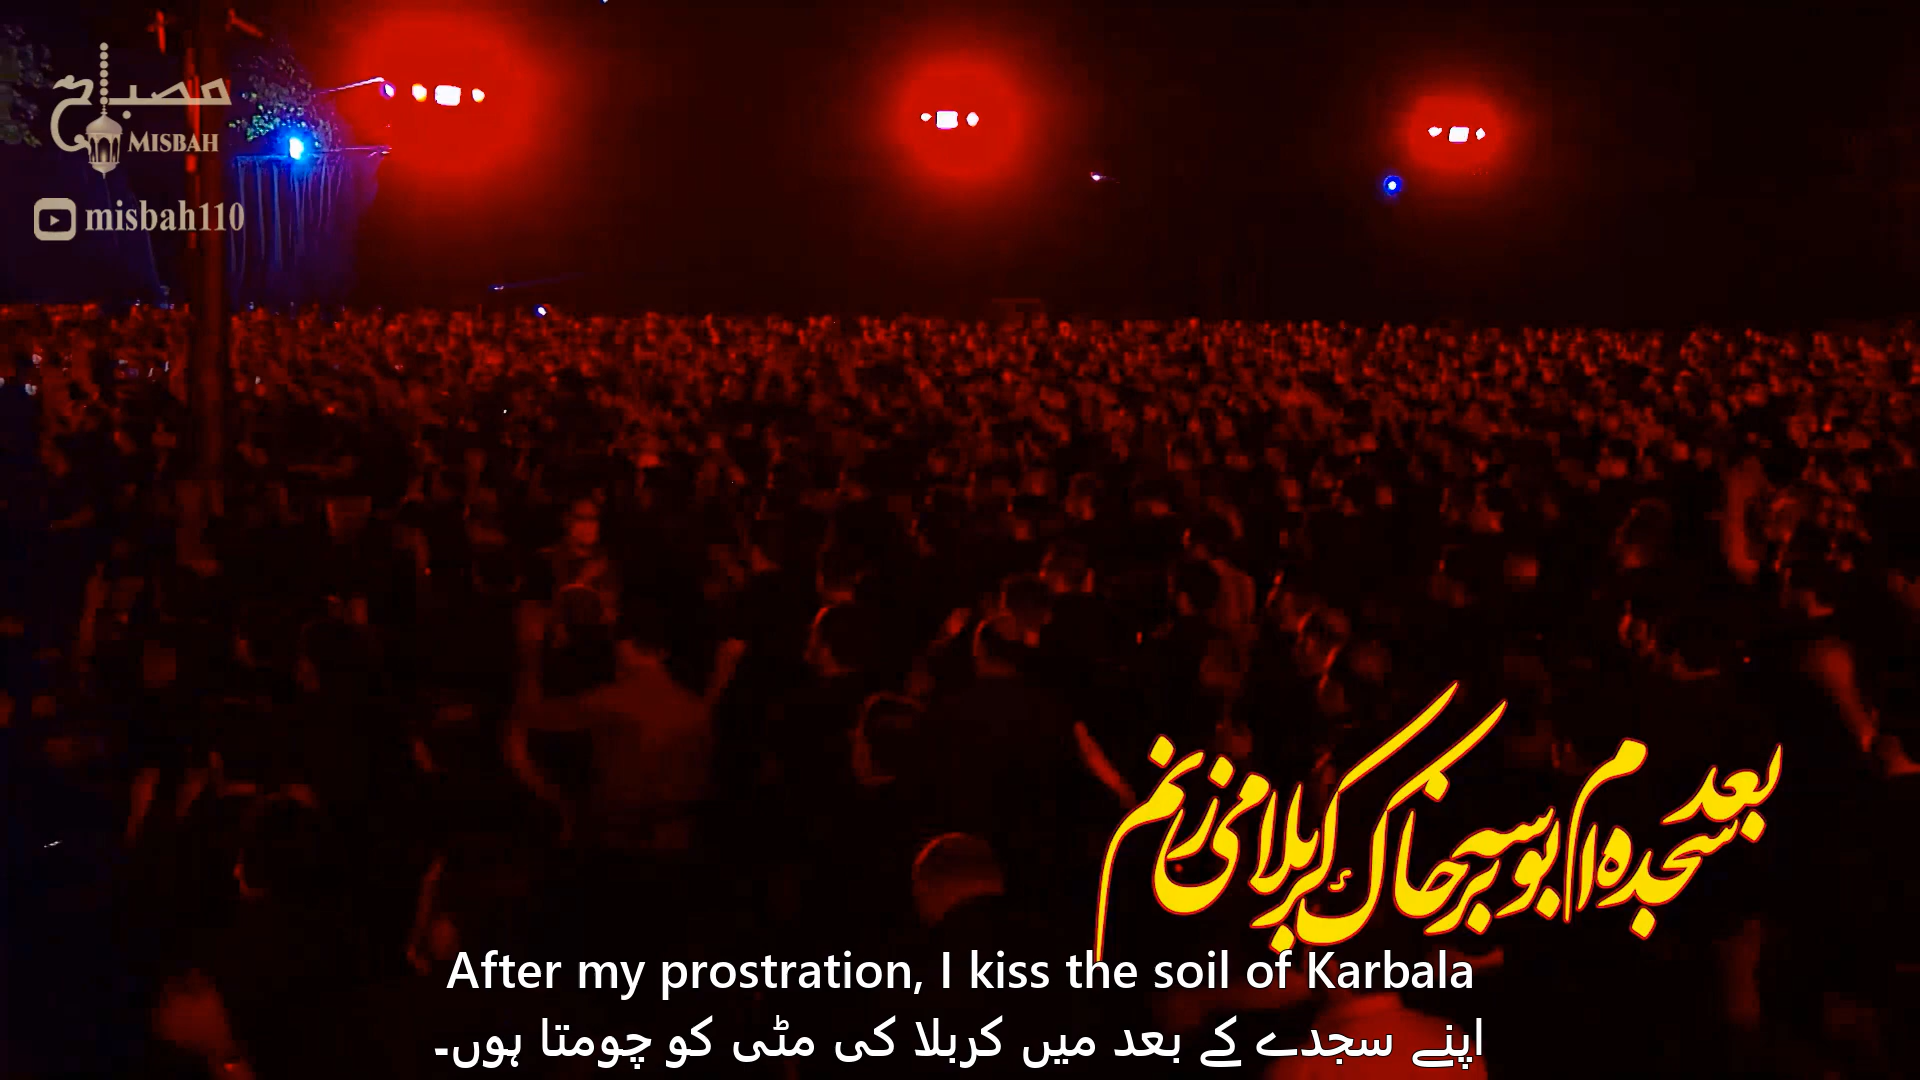 مصباح
MISBAH
misbah110
بعد سجده ام بوسه بر خاک کربلا می زنم
After my prostration, I kiss the soil of Karbala
اپنے سجدے کے بعد میں کربلا کی مٹی کو چومتا ہوں۔